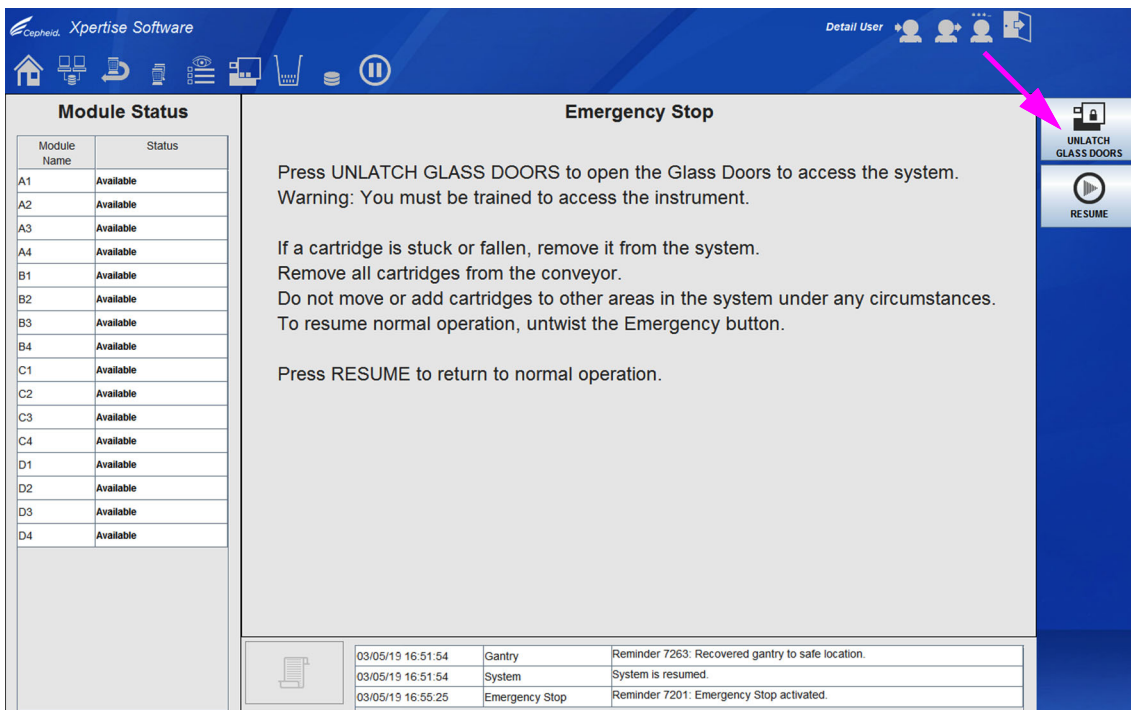 Cepheid. Xpertise Software
Detail User
Module Status
Module
Name
Status
A1 Available
A2 Available
A3 Available
A4 Available
B1 Available
B2 Available
B3 Available
B4 Available
C1 Available
C2 Available
C3 Available
C4 Available
D1 Available
D2 Available
D3 Available
D4 Available
Emergency Stop
Press UNLATCH GLASS DOORS to open the Glass Doors to access the system.
Warning: You must be trained to access the instrument.
If a cartridge is stuck or fallen, remove it from the system.
Remove all cartridges from the conveyor.
Do not move or add cartridges to other areas in the system under any circumstances.
To resume normal operation, untwist the Emergency button.
Press RESUME to return to normal operation.
UNLATCH
GLASS DOORS
RESUME
03/05/19 16:51:54 Gantry Reminder 7263: Recovered gantry to safe location.
03/05/19 16:51:54 System System is resumed.
03/05/19 16:55:25 Emergency Stop Reminder 7201: Emergency Stop activated.